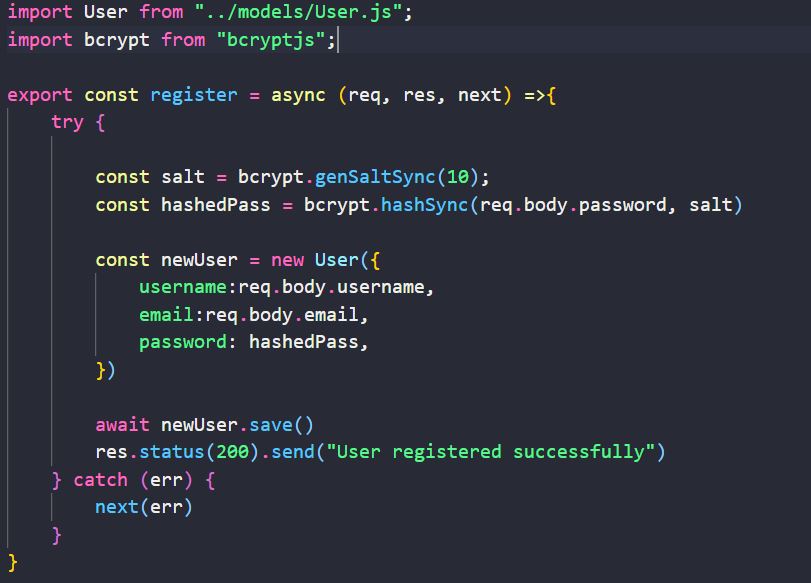 import User from "../models/User.js";
import bcrypt from "bcryptjs";
export const register = async (req, res, next) =>{
try {
const salt = bcrypt.genSaltSync(10);
const hashedPass = bcrypt.hashSync(req.body.password, salt)
const newUser = new User({
username:req.body.username,
email:req.body.email,
password: hashedPass,
})
await newUser.save()
res.status(200).send("User registered successfully")
} catch (err) {
next(err)
}
}